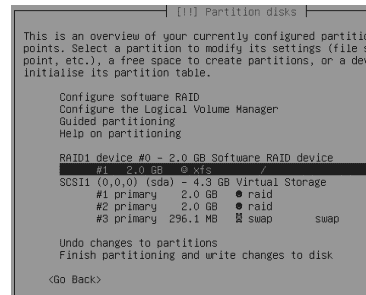 [!!] Partition disks
This is an overview of your currently configured partitio
points. Select a partition to modify its settings (file s
point, etc.), a free space to create partitions, or a dev
initialise its partition table.
Configure software RAID
Configure the Logical Volume Manager
Guided partitioning
Help on partitioning
RAID1 device #0 - 2.0 GB Software RAID device
#1 2.0 GB xfs /
SCSI1 (0,0,0) (sda) - 4.3 GB Virtual Storage
#1 primary 2.0 GB raid
#2 primary 2.0 GB raid
#3 primary 296.1 MB swap swap
Undo changes to partitions
Finish partitioning and write changes to disk
<Go Back>